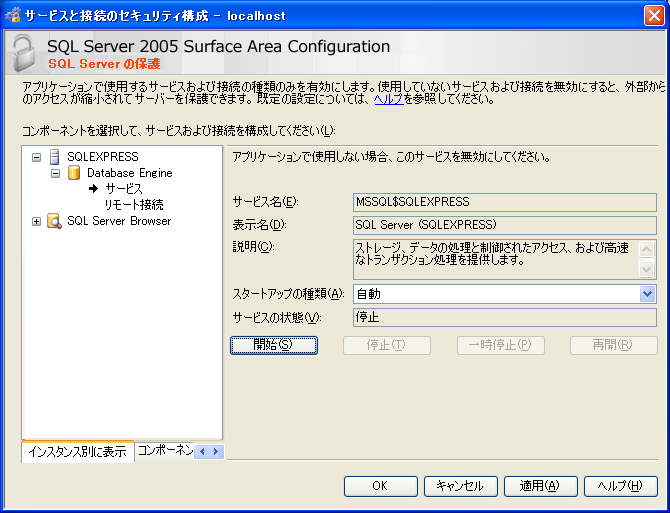 サービスと接続のセキュリティ構成 - localhost
SQL Server 2005 Surface Area Configuration
SQL Server の保護
アプリケーションで使用するサービスおよび接続の種類のみを有効にします。使用していないサービスおよび接続を無効にすると、外部から
のアクセスが縮小されてサーバーを保護できます。既定の設定については、ヘルプを参照してください。
コンポーネントを選択して、サービスおよび接続を構成してください(L):
SQLEXPRESS
Database Engine
サービス
リモート接続
SQL Server Browser
アプリケーションで使用しない場合、このサービスを無効にしてください。
サービス名(E): MSSQL$SQLEXPRESS
表示名(D): SQL Server (SQLEXPRESS)
説明(C): ストレージ、データの処理と制御されたアクセス、および高速
なトランザクション処理を提供します。
スタートアップの種類(A): 自動
サービスの状態(V): 停止
開始(S) 停止(T) 一時停止(P) 再開(R)
インスタンス別に表示 コンポーネン
OK キャンセル 適用(A) ヘルプ(H)